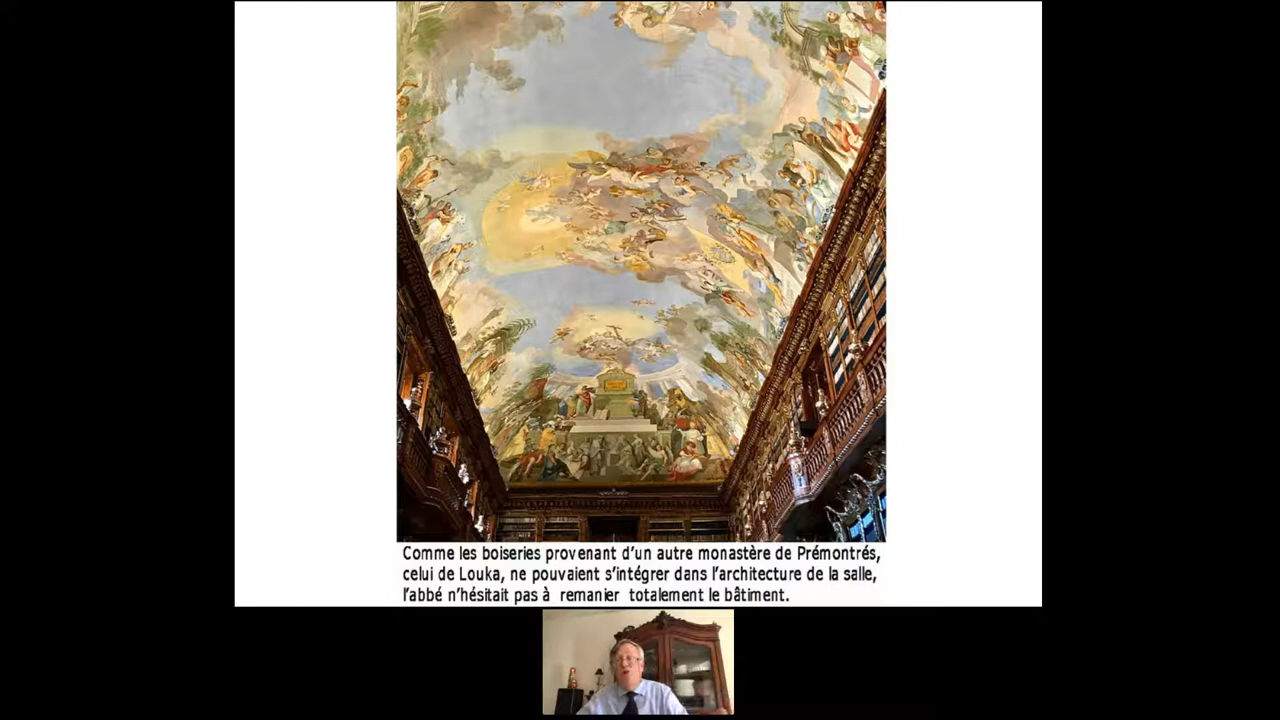 Comme les boiseries provenant d'un autre monastère de Prémontrés,
celui de Louka, ne pouvaient s'intégrer dans l'architecture de la salle,
l'abbé n'hésitait pas à  remanier  totalement le bâtiment.